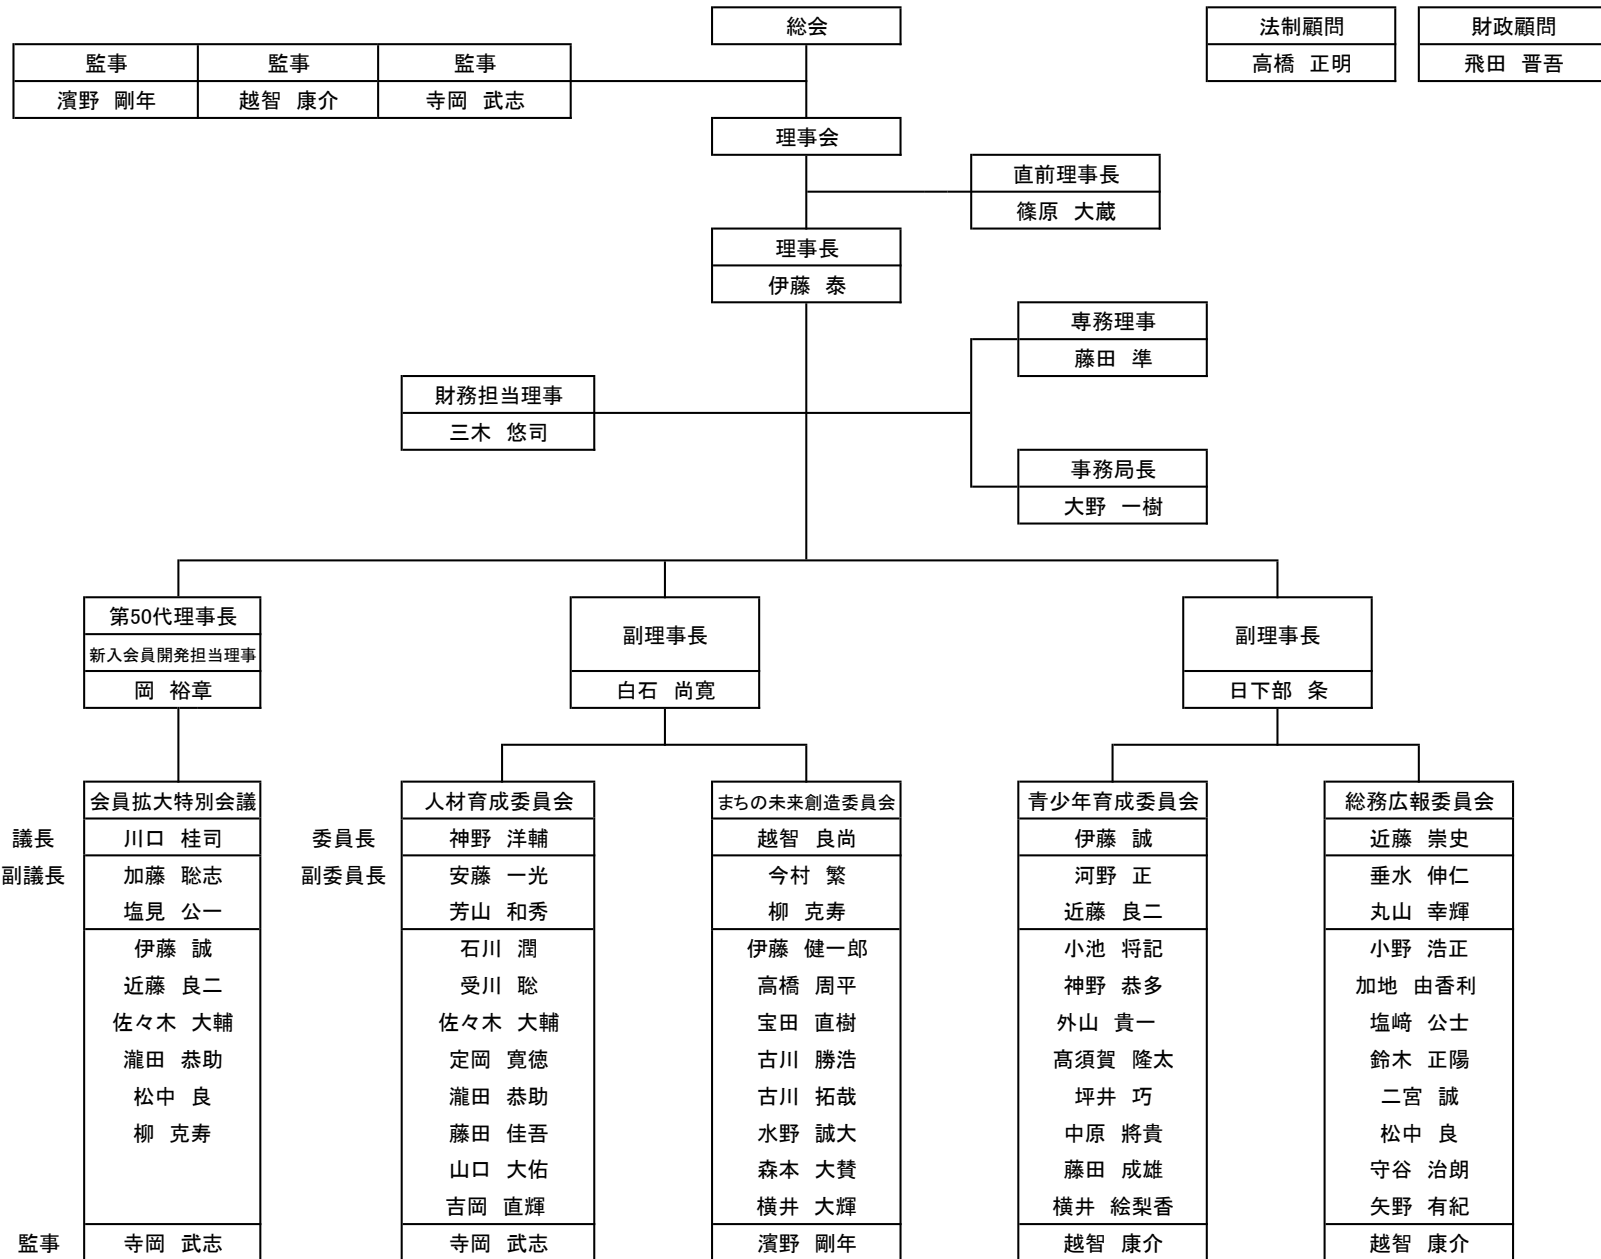 総会
法制顧問
高橋 正明
財政顧問
飛田 晋吾
監事
濱野 剛年
監事
越智 康介
監事
寺岡 武志
理事会
直前理事長
篠原 大蔵
理事長
伊藤 泰
専務理事
藤田 準
財務担当理事
三木 悠司
事務局長
大野 一樹
第50代理事長
新入会員開発担当理事
岡 裕章
副理事長
白石 尚寛
副理事長
日下部 条
会員拡大特別会議
議長 川口 桂司
副議長 加藤 聡志
塩見 公一
伊藤 誠
近藤 良二
佐々木 大輔
瀧田 恭助
松中 良
柳 克寿
監事 寺岡 武志
人材育成委員会
委員長 神野 洋輔
副委員長 安藤 一光
芳山 和秀
石川 潤
受川 聡
佐々木 大輔
定岡 寛徳
瀧田 恭助
藤田 佳吾
山口 大佑
吉岡 直輝
寺岡 武志
まちの未来創造委員会
越智 良尚
今村 繁
柳 克寿
伊藤 健一郎
高橋 周平
宝田 直樹
古川 勝浩
古川 拓哉
水野 誠大
森本 大賛
横井 大輝
濱野 剛年
青少年育成委員会
伊藤 誠
河野 正
近藤 良二
小池 将記
神野 恭多
外山 貴一
髙須賀 隆太
坪井 巧
中原 將貴
藤田 成雄
横井 絵梨香
越智 康介
総務広報委員会
近藤 崇史
垂水 伸仁
丸山 幸輝
小野 浩正
加地 由香利
塩﨑 公士
鈴木 正陽
二宮 誠
松中 良
守谷 治朗
矢野 有紀
越智 康介